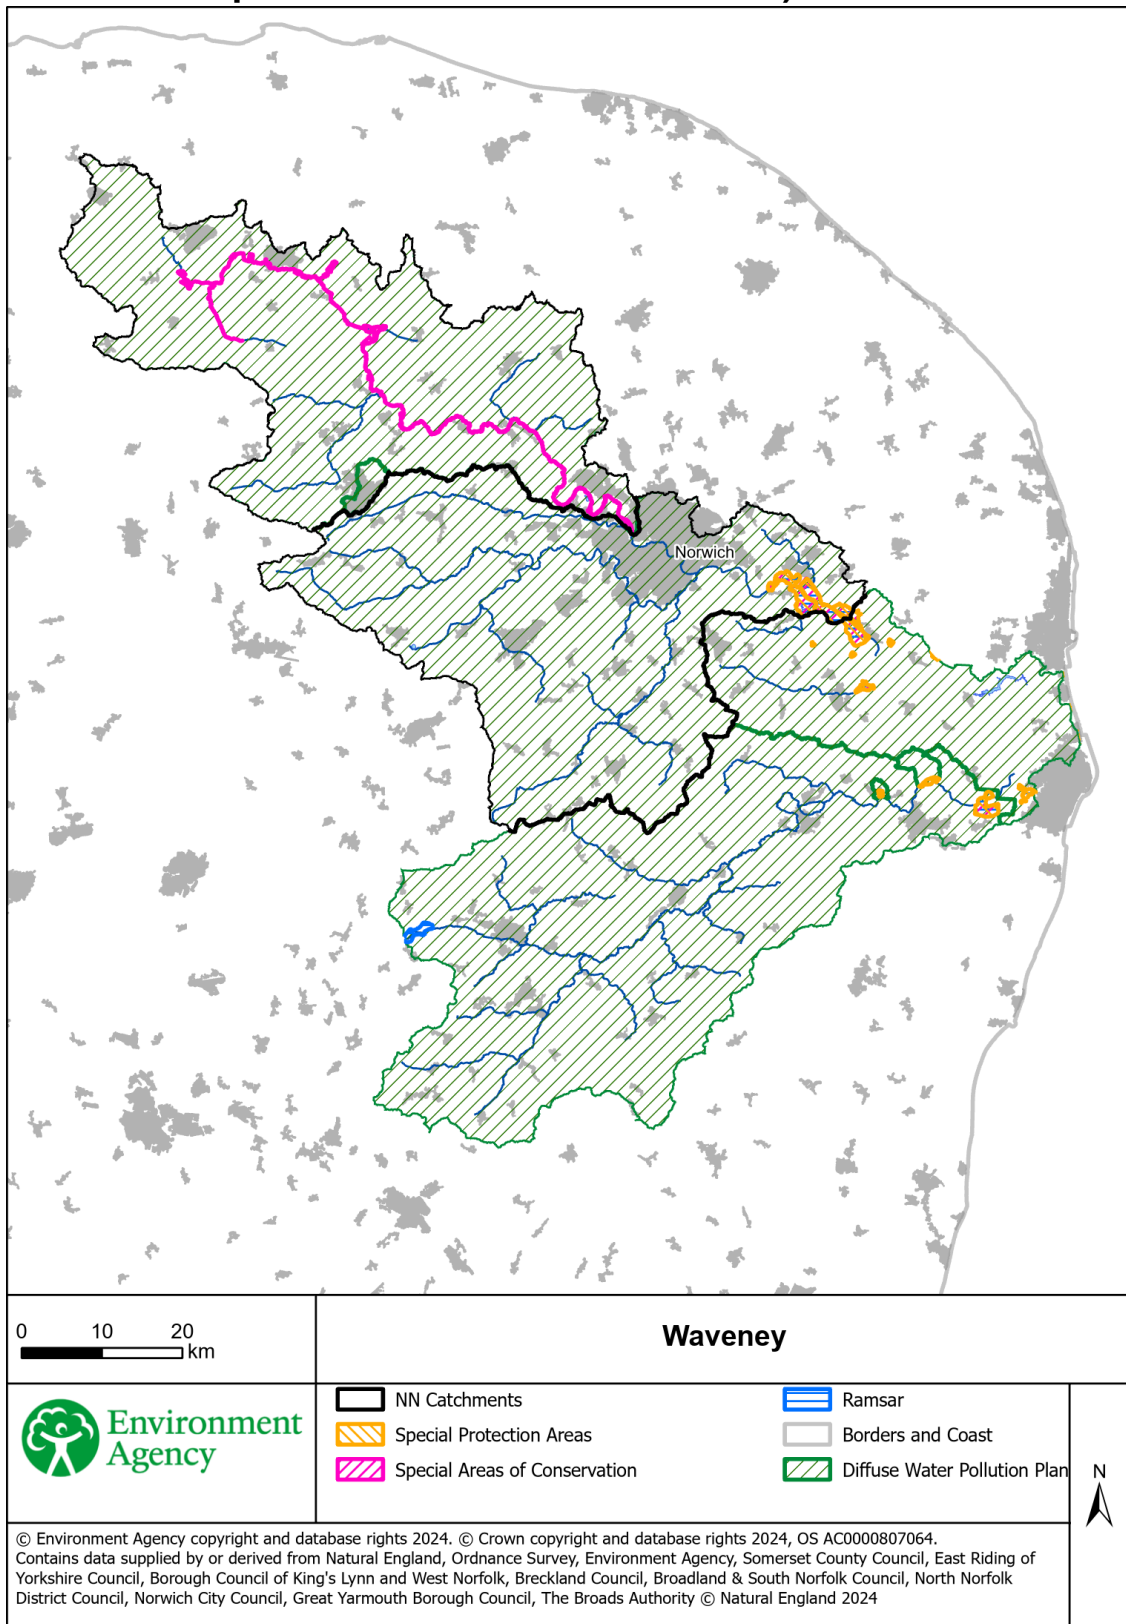 Norwich
0 10 20
km
Waveney
Environment
Agency
NN Catchments
Special Protection Areas
Special Areas of Conservation
Ramsar
Borders and Coast
Diffuse Water Pollution Plan
N
© Environment Agency copyright and database rights 2024. © Crown copyright and database rights 2024, OS AC0000807064.
Contains data supplied by or derived from Natural England, Ordnance Survey, Environment Agency, Somerset County Council, East Riding of
Yorkshire Council, Borough Council of King's Lynn and West Norfolk, Breckland Council, Broadland & South Norfolk Council, North Norfolk
District Council, Norwich City Council, Great Yarmouth Borough Council, The Broads Authority © Natural England 2024